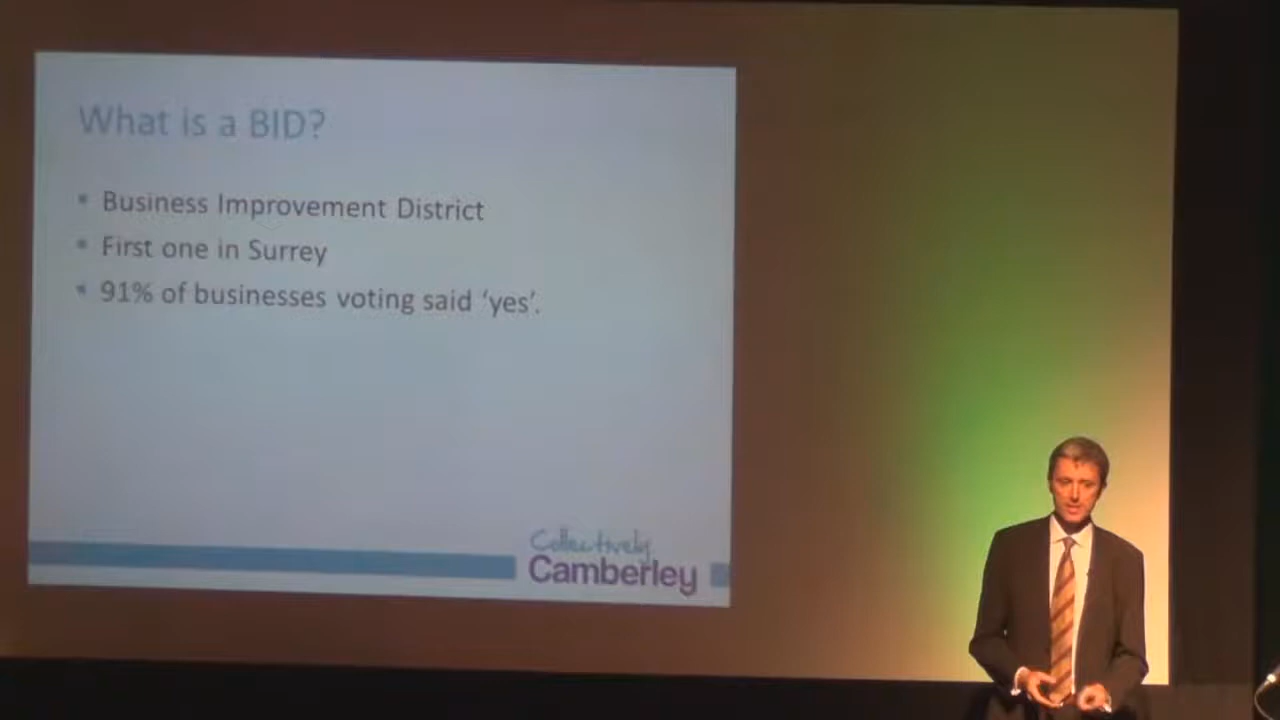 What is a BID?
• Business Improvement District
• First one in Surrey
• 91% of businesses voting said ‘yes’.
Collectively
Camberley